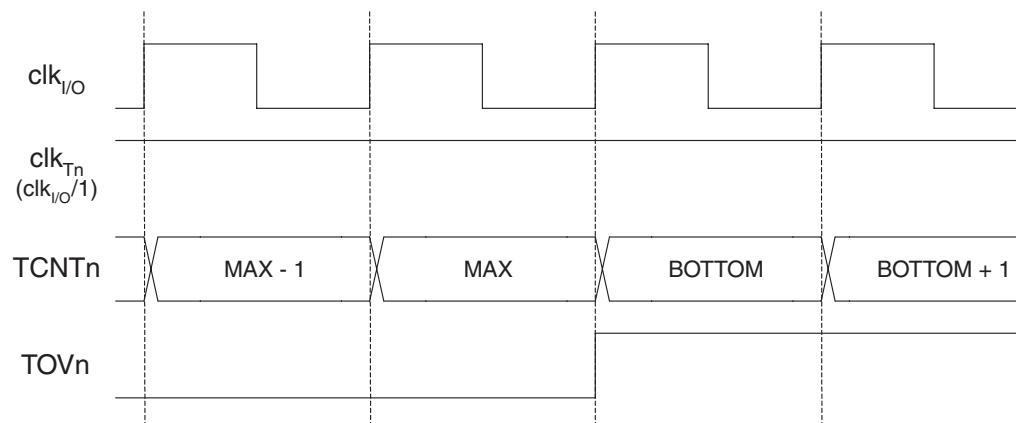 clkI/O
clkTn
(clkI/O/1)
TCNTn MAX - 1 MAX BOTTOM BOTTOM + 1
TOVn